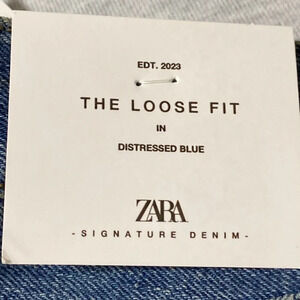 EDT. 2023
THE LOOSE FIT
IN
DISTRESSED BLUE
ZARA
- SIGNATURE DENIM -